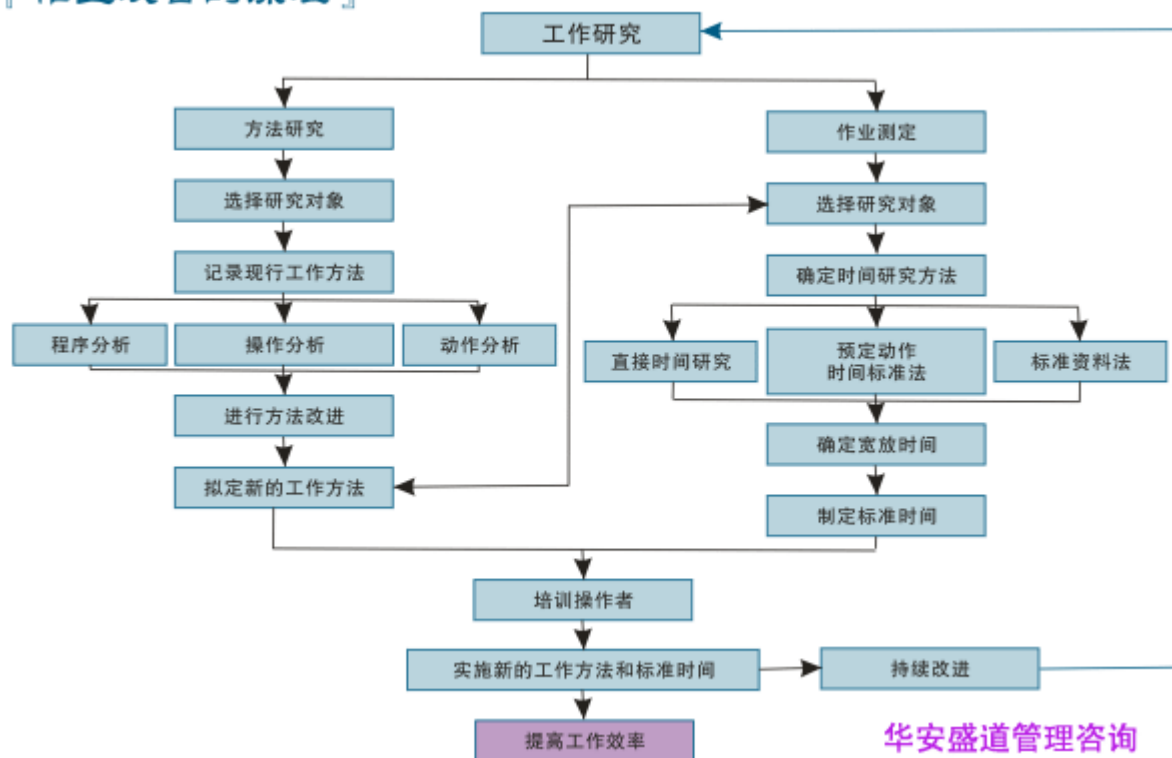 工作研究
方法研究
作业测定
选择研究对象
选择研究对象
记录现行工作方法
确定时间研究方法
程序分析
操作分析
动作分析
直接时间研究
预定动作
时间标准法
标准资料法
进行方法改进
确定宽放时间
拟定新的工作方法
制定标准时间
培训操作者
实施新的工作方法和标准时间
持续改进
提高工作效率
华安盛道管理咨询